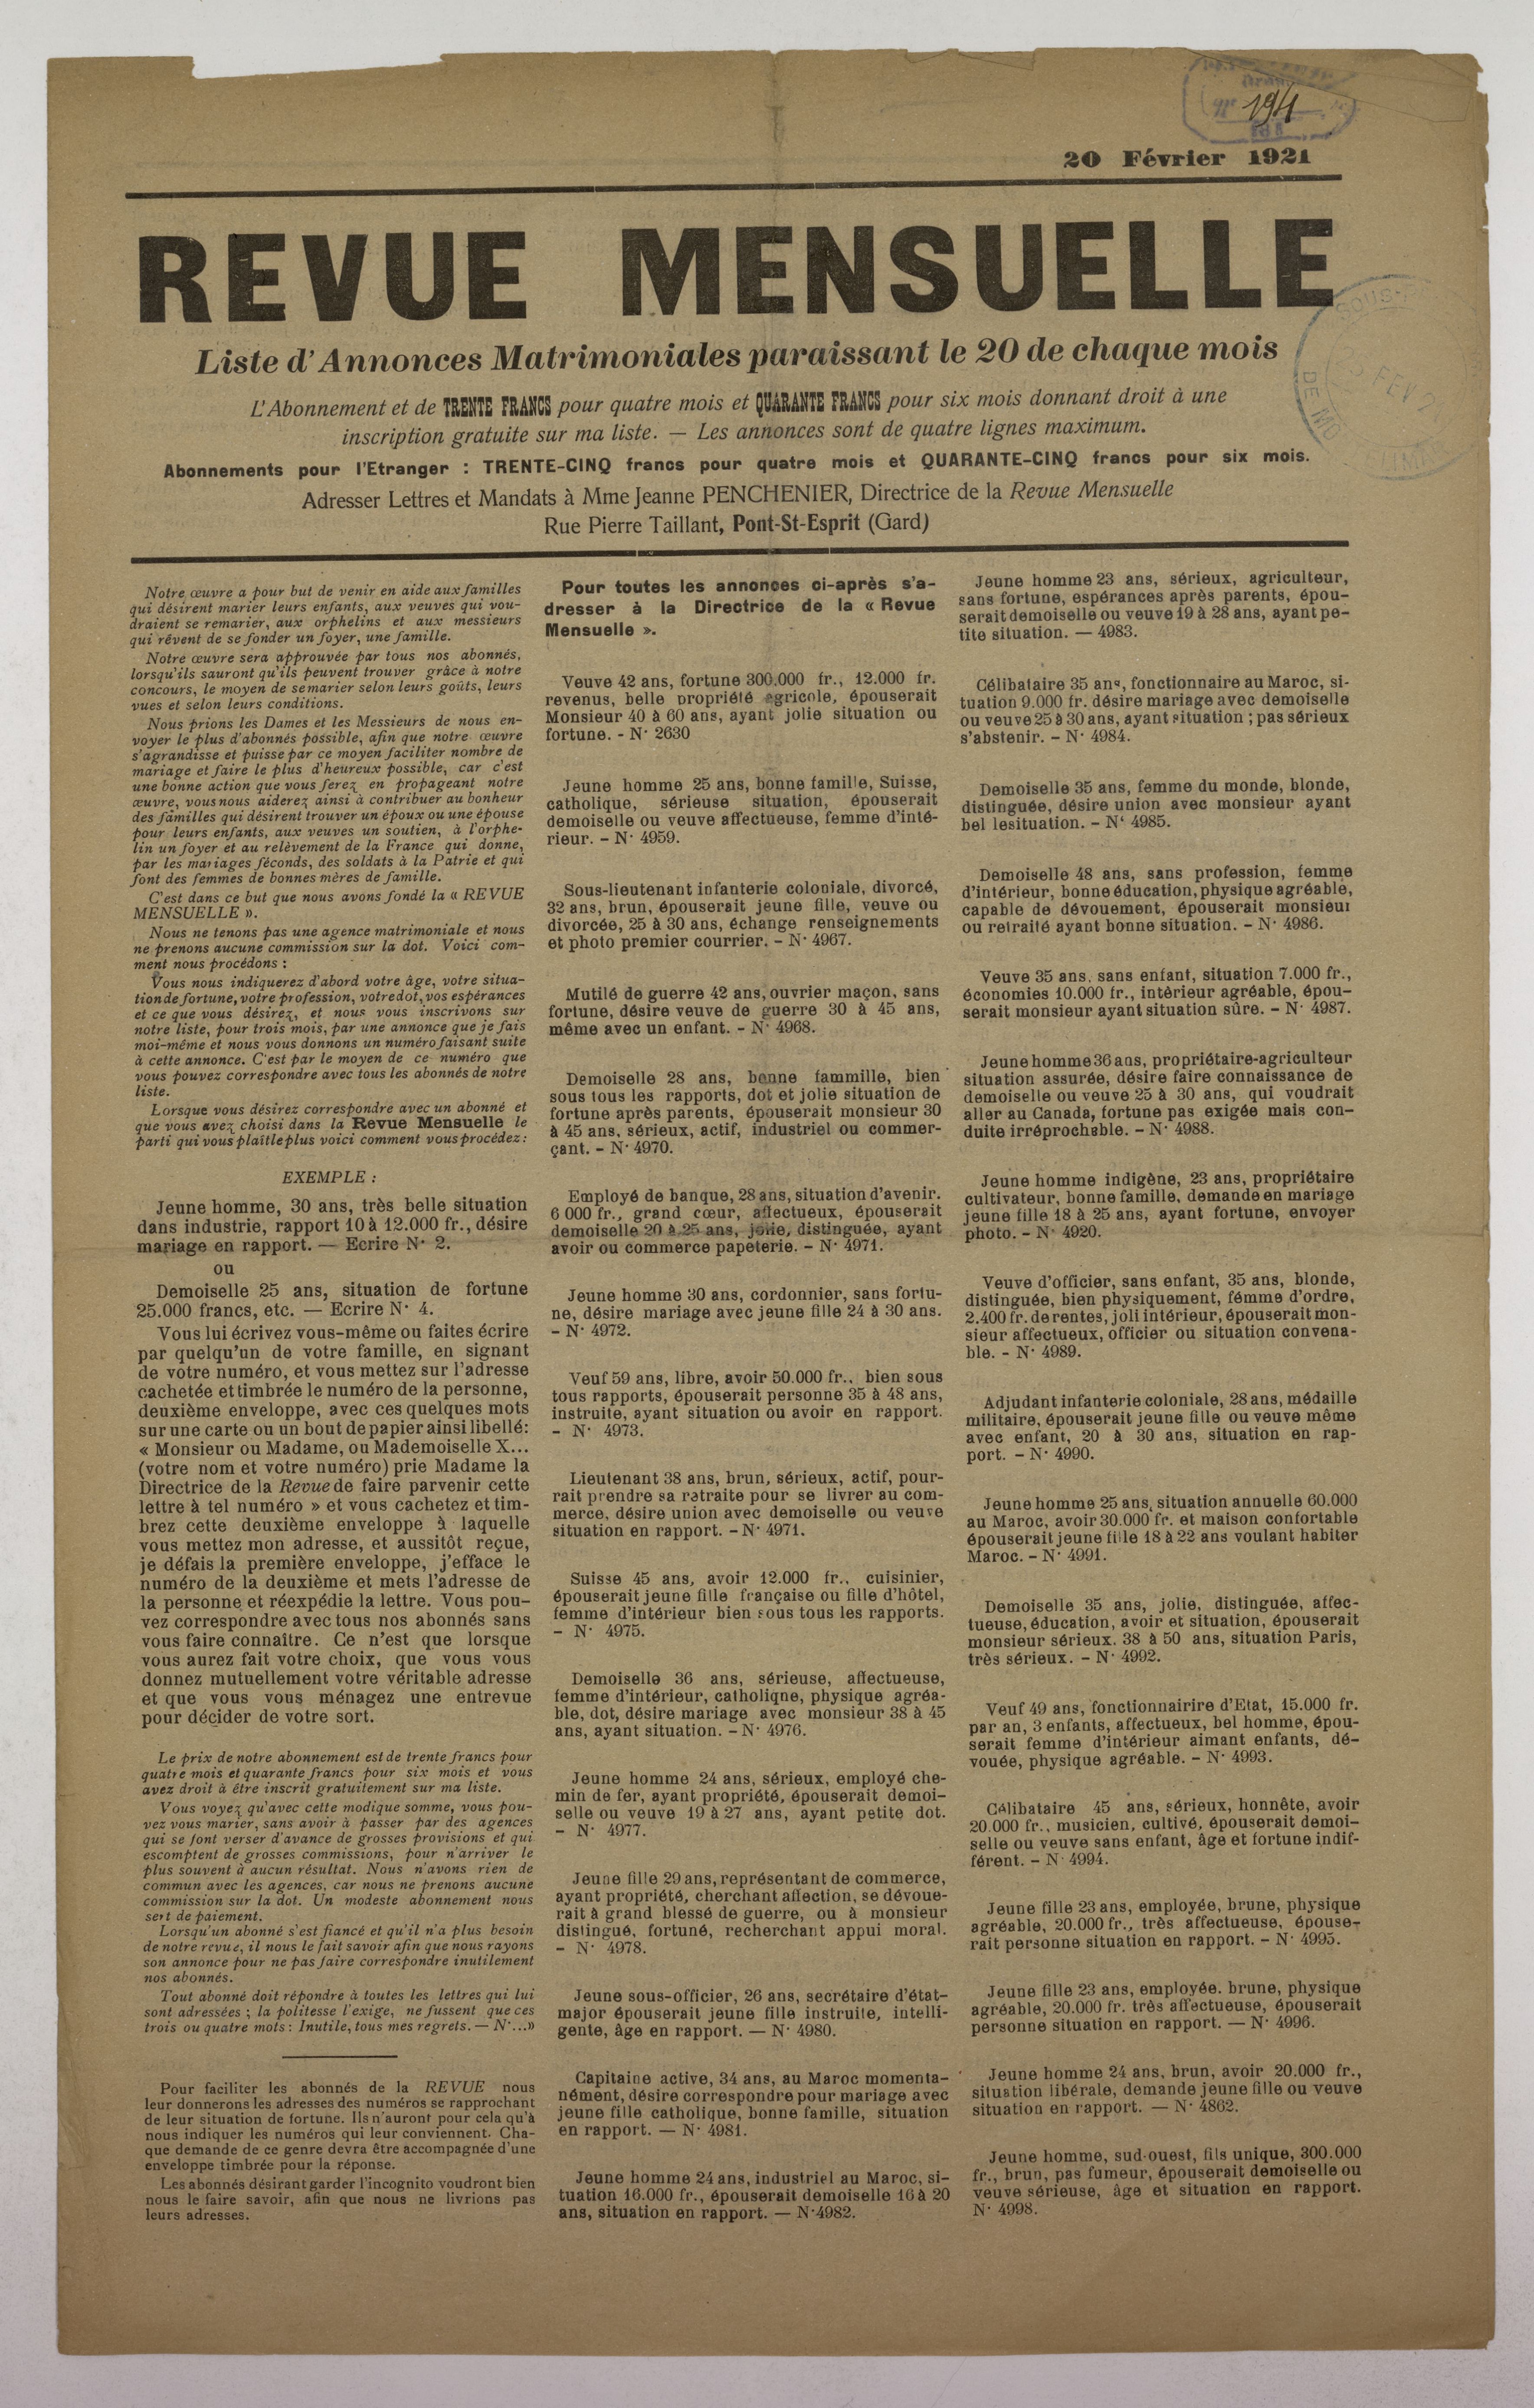 194
20 Février 1921
REVUE MENSUELLE
Liste d'Annonces Matrimoniales paraissant le 20 de chaque mois
L'Abonnement et de TRENTE FRANCS pour quatre mois et QUARANTE FRANCS pour six mois donnant droit à une
inscription gratuite sur ma liste. — Les annonces sont de quatre lignes maximum.
Abonnements pour l'Etranger : TRENTE-CINQ francs pour quatre mois et QUARANTE-CINQ francs pour six mois.
Adresser Lettres et Mandats à Mme Jeanne PENCHENIER, Directrice de la Revue Mensuelle
Rue Pierre Taillant, Pont-St-Esprit (Gard)
Notre œuvre a pour but de venir en aide aux familles
qui désirent marier leurs enfants, aux veuves qui vou-
draient se remarier, aux orphelins et aux messieurs
qui rêvent de se fonder un foyer, une famille.
Notre œuvre sera approuvée par tous nos abonnés,
lorsqu'ils sauront qu'ils peuvent trouver grâce à notre
concours, le moyen de semarier selon leurs goûts, leurs
vues et selon leurs conditions.
Nous prions les Dames et les Messieurs de nous en-
voyer le plus d'abonnés possible, afin que notre œuvre
s'agrandisse et puisse par ce moyen faciliter nombre de
mariage et faire le plus d'heureux possible, car c'est
une bonne action que vous ferez en propageant notre
œuvre, vous nous aiderez ainsi à contribuer au bonheur
des familles qui désirent trouver un époux ou une épouse
pour leurs enfants, aux veuves un soutien, à l'orphe-
lin un foyer et au relèvement de la France qui donne,
par les mariages féconds, des soldats à la Patrie et qui
font des femmes de bonnes mères de famille.
C'est dans ce but que nous avons fondé la « REVUE
MENSUELLE ».
Nous ne tenons pas une agence matrimoniale et nous
ne prenons aucune commission sur la dot. Voici com-
ment nous procédons :
Vous nous indiquerez d'abord votre âge, votre situa-
tion de fortune, votre profession, votre dot, vos espérances
et ce que vous désirez, et nous vous inscrivons sur
notre liste, pour trois mois, par une annonce que je fais
moi-même et nous vous donnons un numéro faisant suite
à cette annonce. C'est par le moyen de ce numéro que
vous pouvez correspondre avec tous les abonnés de notre
liste.
Lorsque vous désirez correspondre avec un abonné et
que vous avez choisi dans la Revue Mensuelle le
parti qui vous plaît le plus voici comment vous procédez :
EXEMPLE :
Jeune homme, 30 ans, très belle situation
dans industrie, rapport 10 à 12.000 fr., désire
mariage en rapport. — Ecrire N· 2.
ou
Demoiselle 25 ans, situation de fortune
25.000 francs, etc. — Ecrire N· 4.
Vous lui écrivez vous-même ou faites écrire
par quelqu'un de votre famille, en signant
de votre numéro, et vous mettez sur l'adresse
cachetée et timbrée le numéro de la personne,
deuxième enveloppe, avec ces quelques mots
sur une carte ou un bout de papier ainsi libellé:
« Monsieur ou Madame, ou Mademoiselle X...
(votre nom et votre numéro) prie Madame la
Directrice de la Revue de faire parvenir cette
lettre à tel numéro » et vous cachetez et tim-
brez cette deuxième enveloppe à laquelle
vous mettez mon adresse, et aussitôt reçue,
je défais la première enveloppe, j'efface le
numéro de la deuxième et mets l'adresse de
la personne et réexpédie la lettre. Vous pou-
vez correspondre avec tous nos abonnés sans
vous faire connaître. Ce n'est que lorsque
vous aurez fait votre choix, que vous vous
donnez mutuellement votre véritable adresse
et que vous vous ménagez une entrevue
pour décider de votre sort.
Le prix de notre abonnement est de trente francs pour
quatre mois et quarante francs pour six mois et vous
avez droit à être inscrit gratuitement sur ma liste.
Vous voyez qu'avec cette modique somme, vous pou-
vez vous marier, sans avoir à passer par des agences
qui se font verser d'avance de grosses provisions et qui
escomptent de grosses commissions, pour n'arriver le
plus souvent à aucun résultat. Nous n'avons rien de
commun avec les agences, car nous ne prenons aucune
commission sur la dot. Un modeste abonnement nous
sert de paiement.
Lorsqu'un abonné s'est fiancé et qu'il n'a plus besoin
de notre revue, il nous le fait savoir afin que nous rayons
son annonce pour ne pas faire correspondre inutilement
nos abonnés.
Tout abonné doit répondre à toutes les lettres qui lui
sont adressées ; la politesse l'exige, ne fussent que ces
trois ou quatre mots : Inutile, tous mes regrets. — N·...»
Pour faciliter les abonnés de la REVUE nous
leur donnerons les adresses des numéros se rapprochant
de leur situation de fortune. Ils n'auront pour cela qu'à
nous indiquer les numéros qui leur conviennent. Cha-
que demande de ce genre devra être accompagnée d'une
enveloppe timbrée pour la réponse.
Les abonnés désirant garder l'incognito voudront bien
nous le faire savoir, afin que nous ne livrions pas
leurs adresses.
Pour toutes les annonces ci-après s'a-
dresser à la Directrice de la « Revue
Mensuelle ».
Veuve 42 ans, fortune 300.000 fr., 12.000 fr.
revenus, belle propriété agricole, épouserait
Monsieur 40 à 60 ans, ayant jolie situation ou
fortune. - N· 2630
Jeune homme 25 ans, bonne famille, Suisse,
catholique, sérieuse situation, épouserait
demoiselle ou veuve affectueuse, femme d'inté-
rieur. – N· 4959.
Sous-lieutenant infanterie coloniale, divorcé,
32 ans, brun, épouserait jeune fille, veuve ou
divorcée, 25 à 30 ans, échange renseignements
et photo premier courrier. – N· 4967.
Mutilé de guerre 42 ans, ouvrier maçon, sans
fortune, désire veuve de guerre 30 à 45 ans,
même avec un enfant. – N· 4968.
Demoiselle 28 ans, bonne fammille, bien
sous tous les rapports, dot et jolie situation de
fortune après parents, épouserait monsieur 30
à 45 ans, sérieux, actif, industriel ou commer-
çant. – N· 4970.
Employé de banque, 28 ans, situation d'avenir.
6 000 fr., grand cœur, affectueux, épouserait
demoiselle 20 à 25 ans, jolie, distinguée, ayant
avoir ou commerce papeterie. – N· 4971.
Jeune homme 30 ans, cordonnier, sans fortu-
ne, désire mariage avec jeune fille 24 à 30 ans.
– N· 4972.
Veuf 59 ans, libre, avoir 50.000 fr.. bien sous
tous rapports, épouserait personne 35 à 48 ans,
instruite, ayant situation ou avoir en rapport.
– N· 4973.
Lieutenant 38 ans, brun, sérieux, actif, pour-
rait prendre sa retraite pour se livrer au com-
merce, désire union avec demoiselle ou veuve
situation en rapport. – N· 4971.
Suisse 45 ans, avoir 12.000 fr., cuisinier,
épouserait jeune fille française ou fille d'hôtel,
femme d'intérieur bien sous tous les rapports.
– N· 4975.
Demoiselle 36 ans, sérieuse, affectueuse,
femme d'intérieur, catholiqne, physique agréa-
ble, dot, désire mariage avec monsieur 38 à 45
ans, ayant situation. – N· 4976.
Jeune homme 24 ans, sérieux, employé che-
min de fer, ayant propriété, épouserait demoi-
selle ou veuve 19 à 27 ans, ayant petite dot.
– N· 4977.
Jeune fille 29 ans, représentant de commerce,
ayant propriété, cherchant affection, se dévoue-
rait à grand blessé de guerre, ou à monsieur
distingué, fortuné, recherchant appui moral.
– N· 4978.
Jeune sous-officier, 26 ans, secrétaire d'état-
major épouserait jeune fille instruite, intelli-
gente, âge en rapport. — N· 4980.
Capitaine active, 34 ans, au Maroc momenta-
nément, désire correspondre pour mariage avec
jeune fille catholique, bonne famille, situation
en rapport. — N· 4981.
Jeune homme 24 ans, industriel au Maroc, si-
tuation 16.000 fr., épouserait demoiselle 16 à 20
ans, situation en rapport. — N·4982.
Jeune homme 23 ans, sérieux, agriculteur,
sans fortune, espérances après parents, épou-
serait demoiselle ou veuve 19 à 28 ans, ayant pe-
tite situation. — 4983.
Célibataire 35 ans, fonctionnaire au Maroc, si-
tuation 9.000 fr. désire mariage avec demoiselle
ou veuve 25 à 30 ans, ayant situation ; pas sérieux
s'abstenir. – N· 4984.
Demoiselle 35 ans, femme du monde, blonde,
distinguée, désire union avec monsieur ayant
bel lesituation. – N· 4985.
Demoiselle 48 ans, sans profession, femme
d'intérieur, bonne éducation, physique agréable,
capable de dévouement, épouserait monsieur
ou retraité ayant bonne situation. – N· 4986.
Veuve 35 ans, sans enfant, situation 7.000 fr.,
économies 10.000 fr., intérieur agréable, épou-
serait monsieur ayant situation sûre. – N· 4987.
Jeune homme 36 ans, propriétaire-agriculteur
situation assurée, désire faire connaissance de
demoiselle ou veuve 25 à 30 ans, qui voudrait
aller au Canada, fortune pas exigée mais con-
duite irréprochable. – N· 4988.
Jeune homme indigène, 23 ans, propriétaire
cultivateur, bonne famille, demande en mariage
jeune fille 18 à 25 ans, ayant fortune, envoyer
photo. – N· 4920.
Veuve d'officier, sans enfant, 35 ans, blonde,
distinguée, bien physiquement, fémme d'ordre,
2.400 fr. de rentes, joli intérieur, épouserait mon-
sieur affectueux, officier ou situation convena-
ble. – N· 4989.
Adjudant infanterie coloniale, 28 ans, médaille
militaire, épouserait jeune fille ou veuve même
avec enfant, 20 à 30 ans, situation en rap-
port. – N· 4990.
Jeune homme 25 ans, situation annuelle 60.000
au Maroc, avoir 30.000 fr. et maison confortable
épouserait jeune fille 18 à 22 ans voulant habiter
Maroc. – N· 4991.
Demoiselle 35 ans, jolie, distinguée, affec-
tueuse, éducation, avoir et situation, épouserait
monsieur sérieux. 38 à 50 ans, situation Paris,
très sérieux. – N· 4992.
Veuf 49 ans, fonctionnairire d'Etat, 15.000 fr.
par an, 3 enfants, affectueux, bel homme, épou-
serait femme d'intérieur aimant enfants, dé-
vouée, physique agréable. – N· 4993.
Célibataire 45 ans, sérieux, honnête, avoir
20.000 fr., musicien, cultivé, épouserait demoi-
selle ou veuve sans enfant, âge et fortune indif-
férent. – N· 4994.
Jeune fille 23 ans, employée, brune, physique
agréable, 20.000 fr., très affectueuse, épouse-
rait personne situation en rapport. – N· 4995.
Jeune fille 23 ans, employée. brune, physique
agréable, 20.000 fr. très affectueuse, épouserait
personne situation en rapport. — N· 4996.
Jeune homme 24 ans, brun, avoir 20.000 fr.,
situation libérale, demande jeune fille ou veuve
situation en rapport. — N· 4862.
Jeune homme, sud-ouest, fils unique, 300.000
fr., brun, pas fumeur, épouserait demoiselle ou
veuve sérieuse, âge et situation en rapport.
N· 4998.